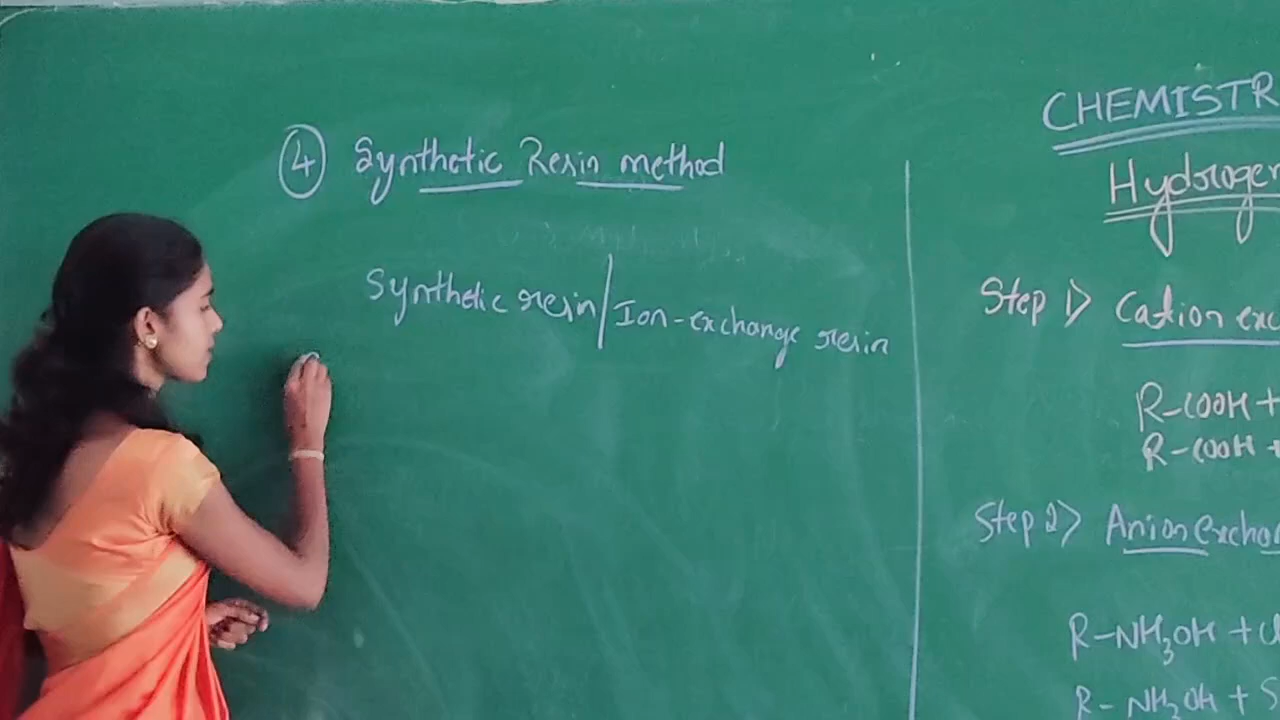 ④ Synthetic Resin method
Synthetic resin/Ion-exchange resin
CHEMISTR
Hydrogen
Step 1> Cation exc
R-COOH +
R-COOH +
Step 2> Anion exchan
R-NH₃OH + Cl
R-NH₃OH + S